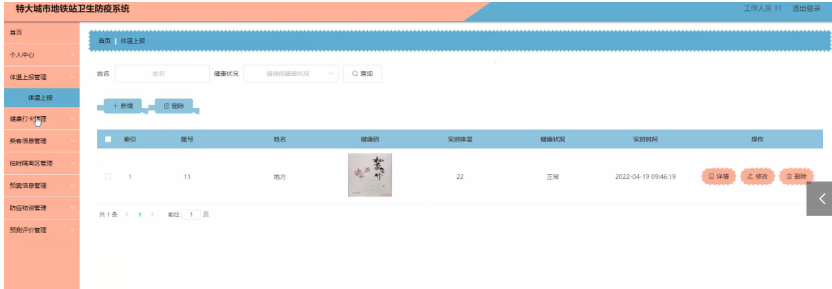 特大城市地铁站卫生防疫系统
工作人员 11 退出登录
首页
个人中心
体温上报管理
体温上报
健康打卡管理
乘客信息管理
临时隔离区管理
预案信息管理
防疫物资管理
预测评价管理
首页 体温上报
姓名 姓名 健康状况 请选择健康状况 查询
+ 新增 删除
索引 账号 姓名 健康码 实时体温 健康状况 实时时间 操作
1 11 地方 22 正常 2022-04-19 09:46:19 详情 修改 删除
共 1 条 < 1 > 前往 1 页